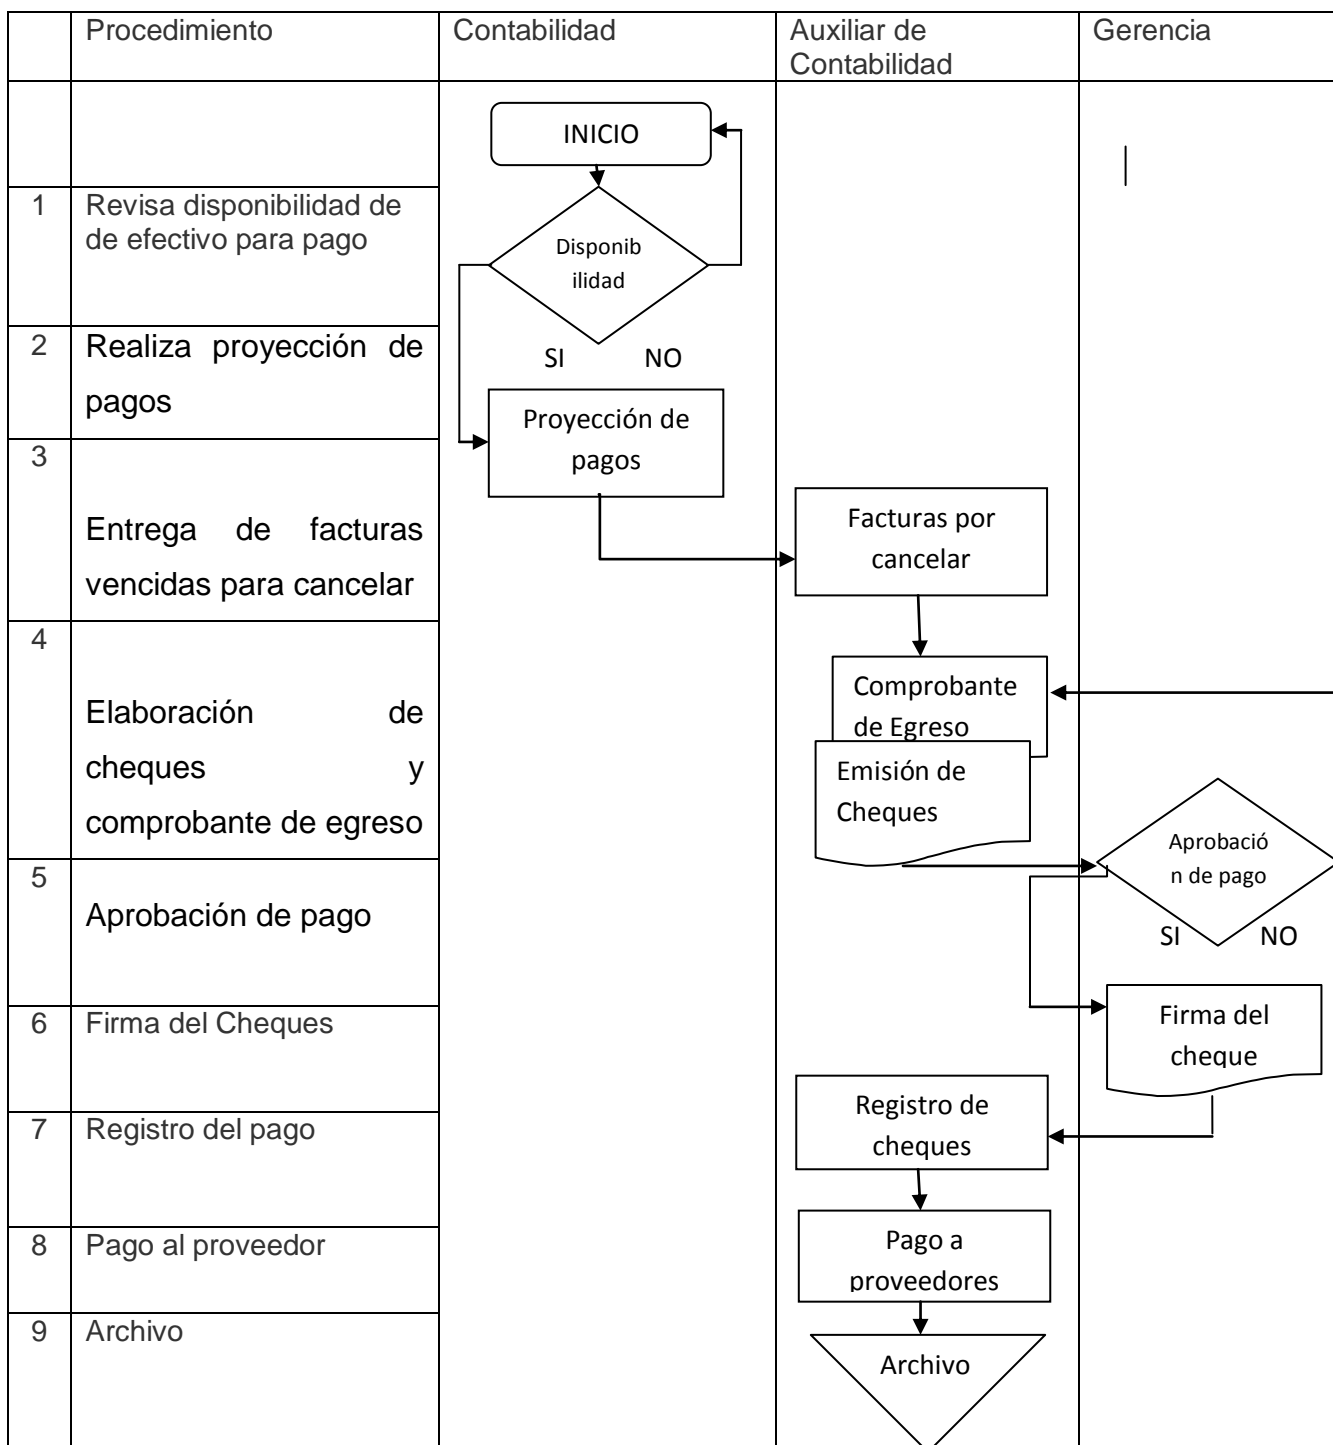 Procedimiento
Contabilidad
Auxiliar de
Contabilidad
Gerencia
INICIO
1
Revisa disponibilidad de
de efectivo para pago
Disponib
ilidad
SI
NO
2
Realiza proyección de
pagos
Proyección de
pagos
3
Entrega de facturas
vencidas para cancelar
Facturas por
cancelar
4
Elaboración de
cheques y
comprobante de egreso
Comprobante
de Egreso
Emisión de
Cheques
5
Aprobación de pago
Aprobació
n de pago
SI
NO
6
Firma del Cheques
Firma del
cheque
7
Registro del pago
Registro de
cheques
8
Pago al proveedor
Pago a
proveedores
9
Archivo
Archivo